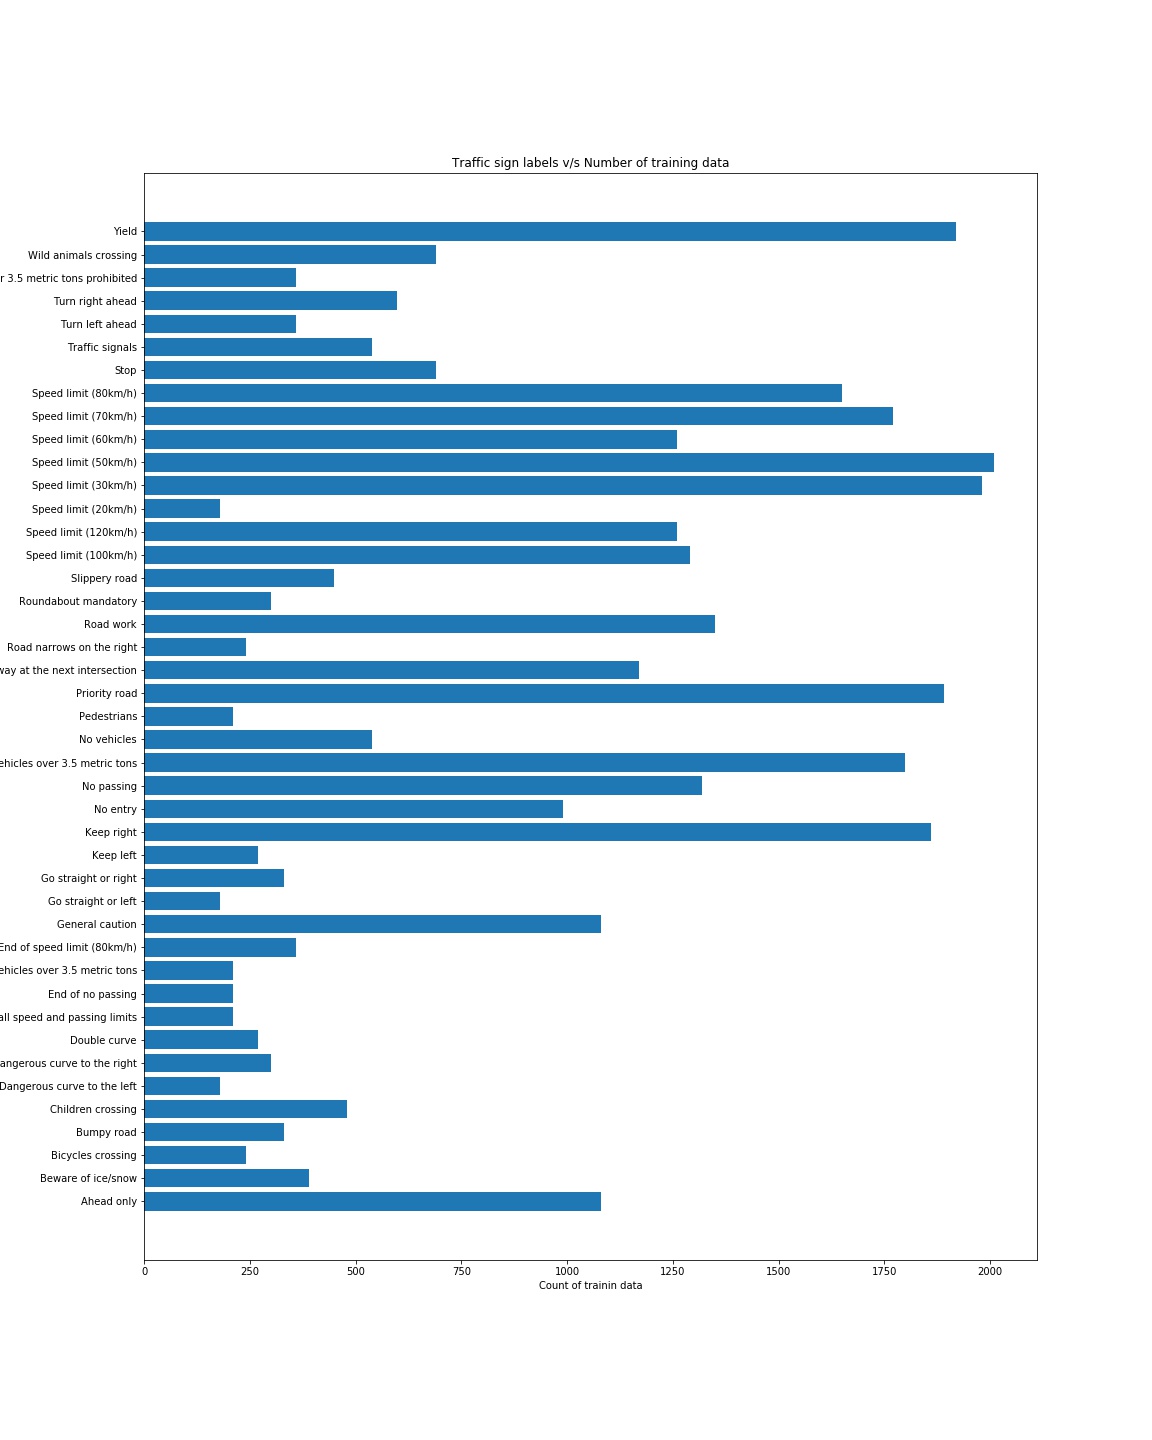 Traffic sign labels v/s Number of training data
Yield
Wild animals crossing
3.5 metric tons prohibited
Turn right ahead
Turn left ahead
Traffic signals
Stop
Speed limit (80km/h)
Speed limit (70km/h)
Speed limit (60km/h)
Speed limit (50km/h)
Speed limit (30km/h)
Speed limit (20km/h)
Speed limit (120km/h)
Speed limit (100km/h)
Slippery road
Roundabout mandatory
Road work
Road narrows on the right
way at the next intersection
Priority road
Pedestrians
No vehicles
ehicles over 3.5 metric tons
No passing
No entry
Keep right
Keep left
Go straight or right
Go straight or left
General caution
End of speed limit (80km/h)
ehicles over 3.5 metric tons
End of no passing
all speed and passing limits
Double curve
angerous curve to the right
Dangerous curve to the left
Children crossing
Bumpy road
Bicycles crossing
Beware of ice/snow
Ahead only
0 250 500 750 1000 1250 1500 1750 2000
Count of trainin data